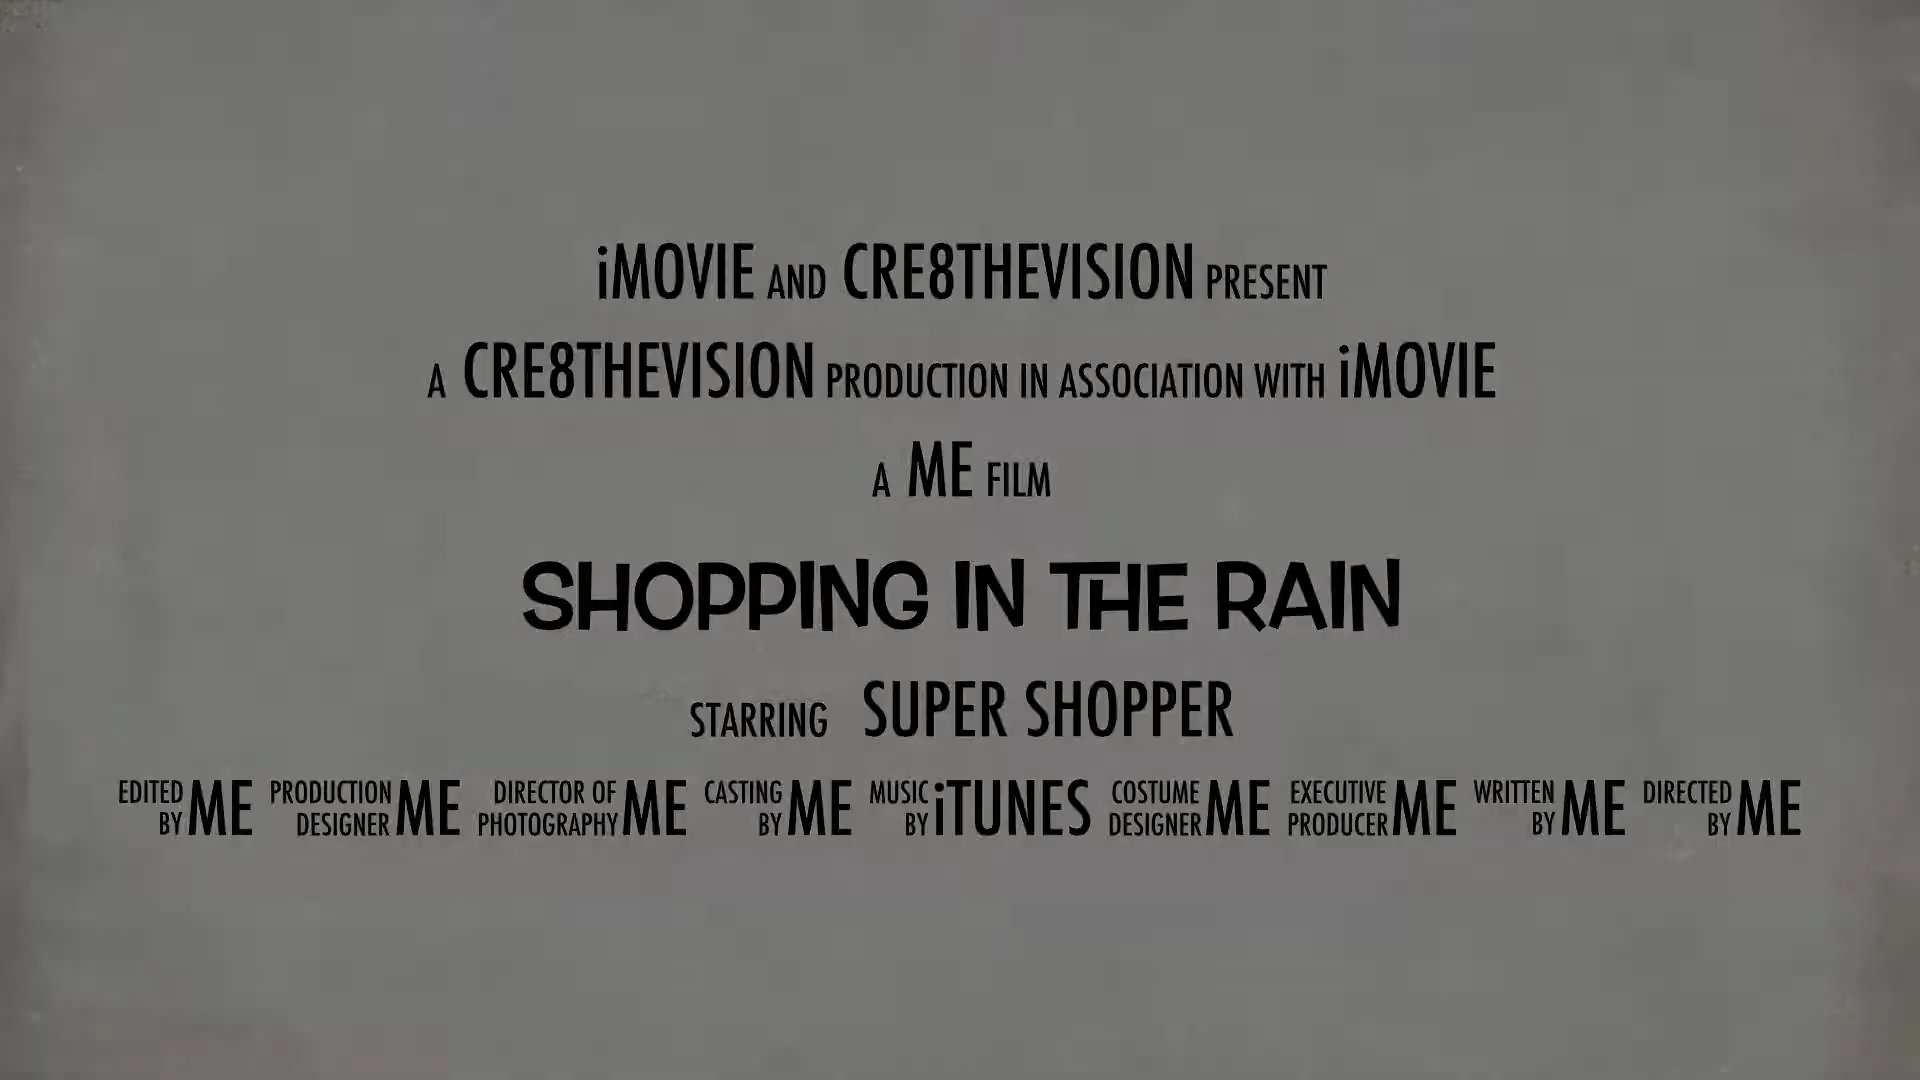 iMOVIE AND CRE8THEVISION PRESENT
A CRE8THEVISION PRODUCTION IN ASSOCIATION WITH iMOVIE
A ME FILM
SHOPPING IN THE RAIN
STARRING SUPER SHOPPER
EDITED BY ME PRODUCTION DESIGNER ME DIRECTOR OF PHOTOGRAPHY ME CASTING BY ME MUSIC BY iTUNES COSTUME DESIGNER ME EXECUTIVE PRODUCER ME WRITTEN BY ME DIRECTED BY ME